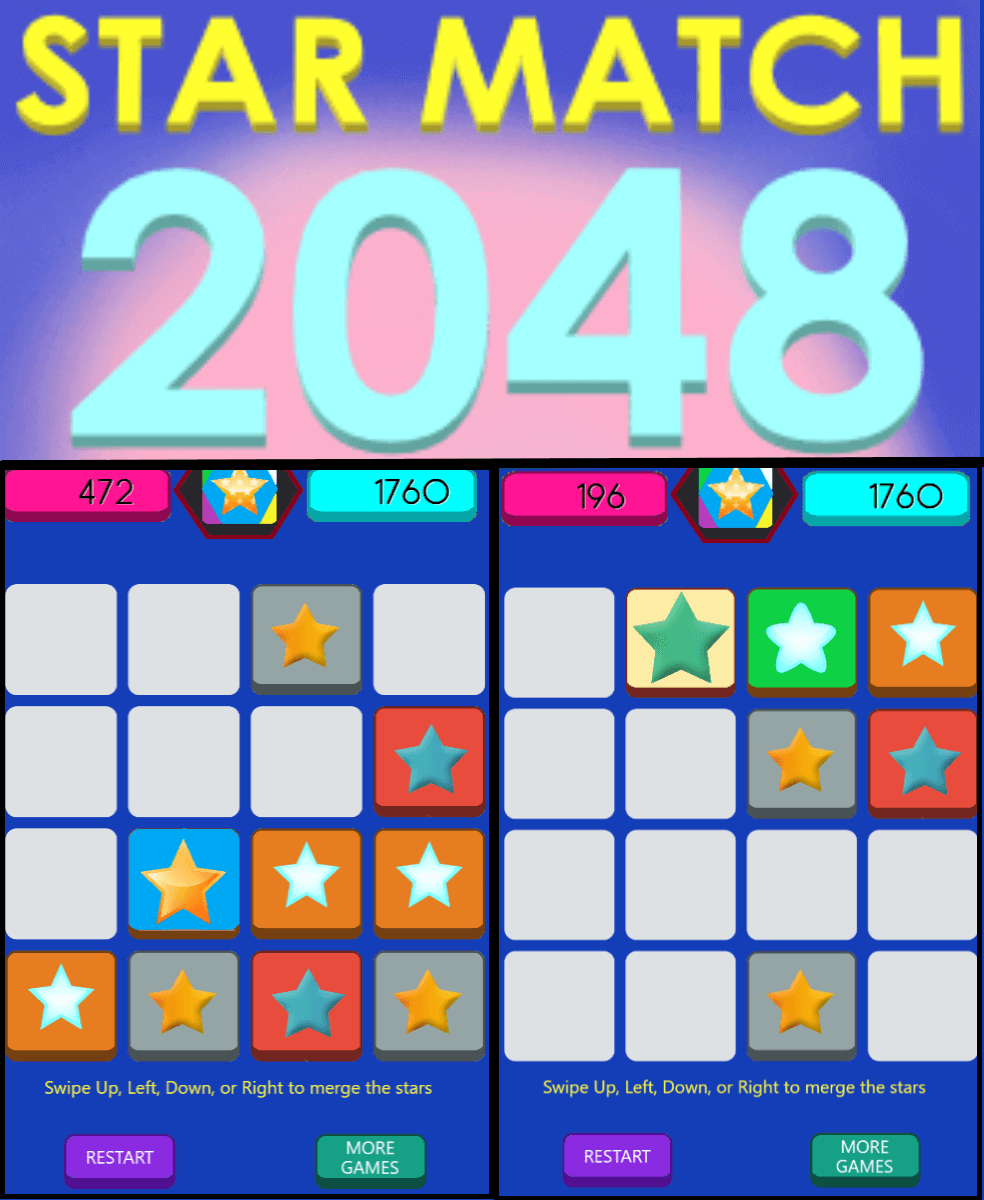 STAR MATCH
2048
472
1760
Swipe Up, Left, Down, or Right to merge the stars
RESTART
MORE
GAMES
196
1760
Swipe Up, Left, Down, or Right to merge the stars
RESTART
MORE
GAMES